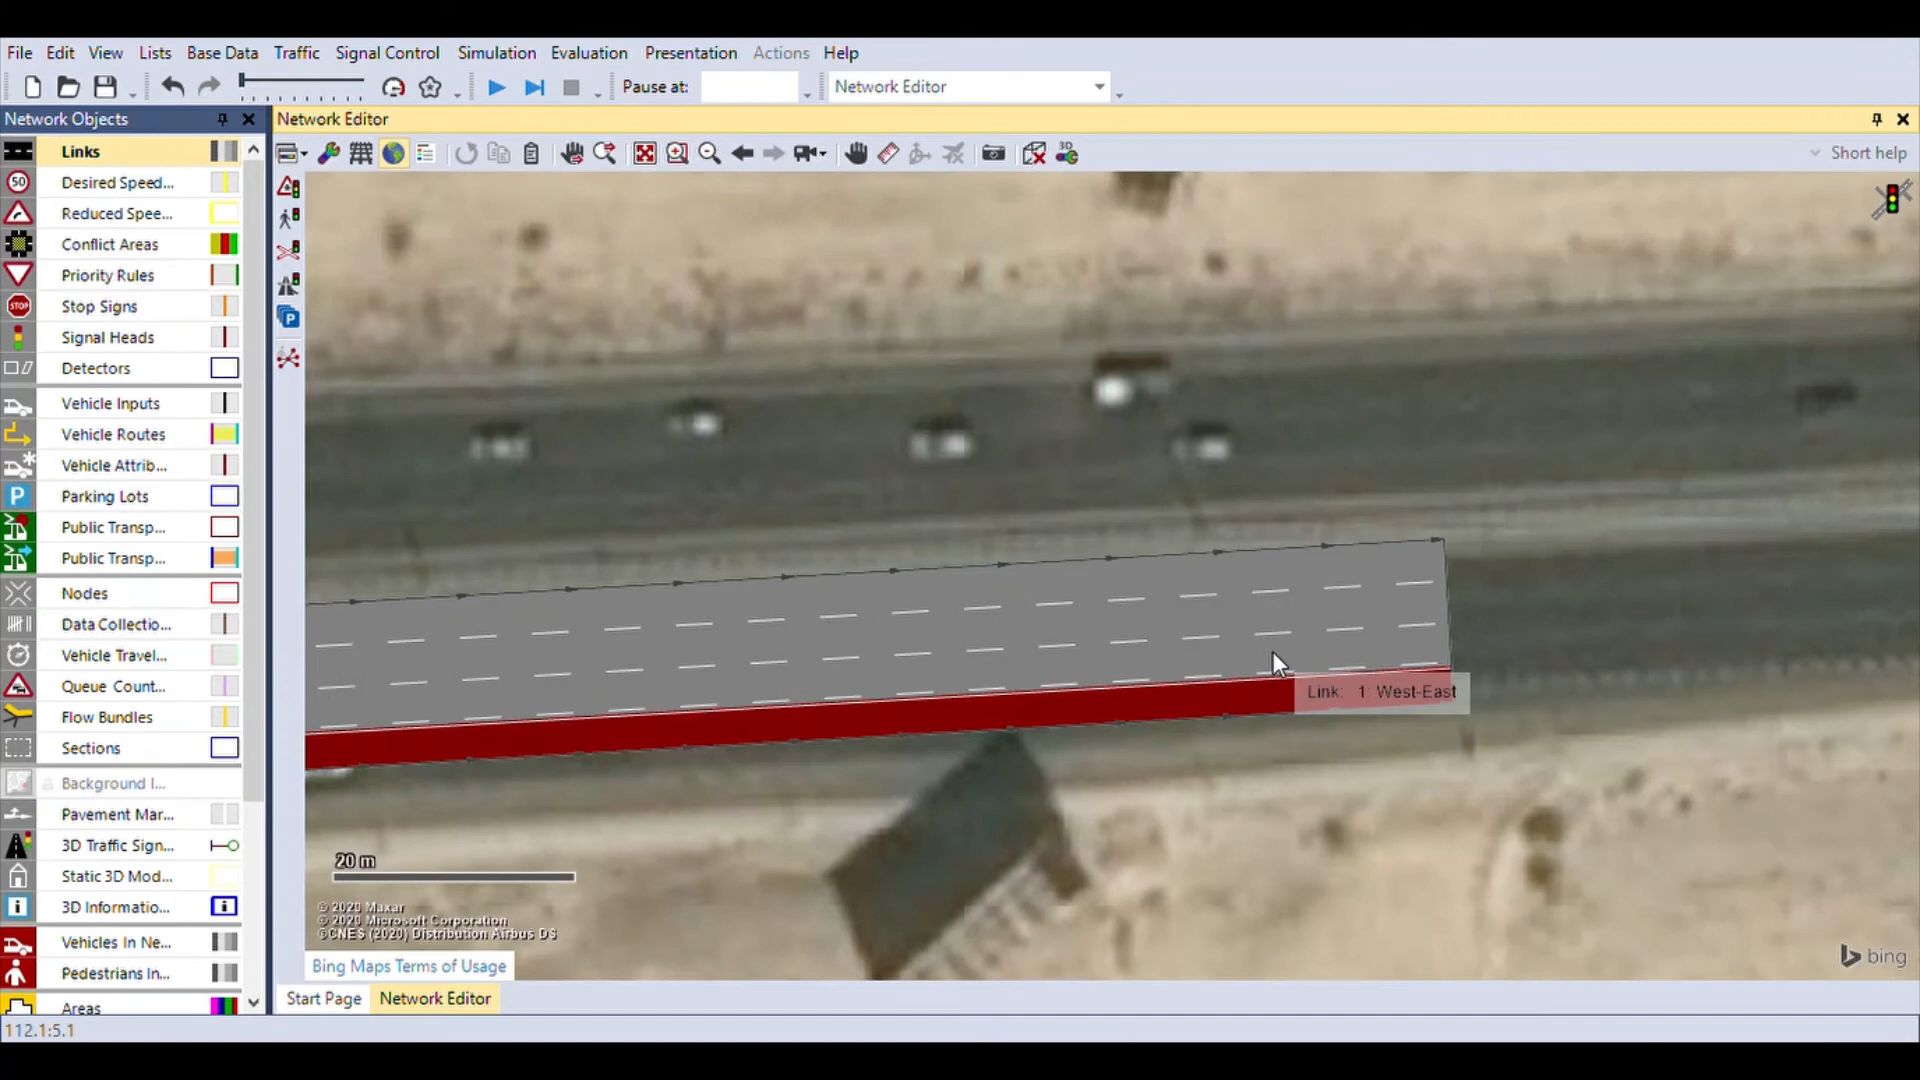 File Edit View Lists Base Data Traffic Signal Control Simulation Evaluation Presentation Actions Help
Pause at: Network Editor
Network Objects
Network Editor
Links
Short help
50
Desired Speed...
Reduced Spee...
Conflict Areas
Priority Rules
STOP
Stop Signs
Signal Heads
Detectors
Vehicle Inputs
Vehicle Routes
Vehicle Attrib...
P
Parking Lots
Public Transp...
Public Transp...
Nodes
Data Collectio...
Vehicle Travel...
Queue Count...
Flow Bundles
Sections
Background I...
Pavement Mar...
3D Traffic Sign...
Static 3D Mod...
3D Informatio...
Vehicles In Ne...
Pedestrians In...
Areas
3D
P
Link: 1: West-East
20 m
© 2020 Maxar
© 2020 Microsoft Corporation
©CNES (2020) Distribution Airbus DS
bing
Bing Maps Terms of Usage
Start Page Network Editor
112.1:5.1